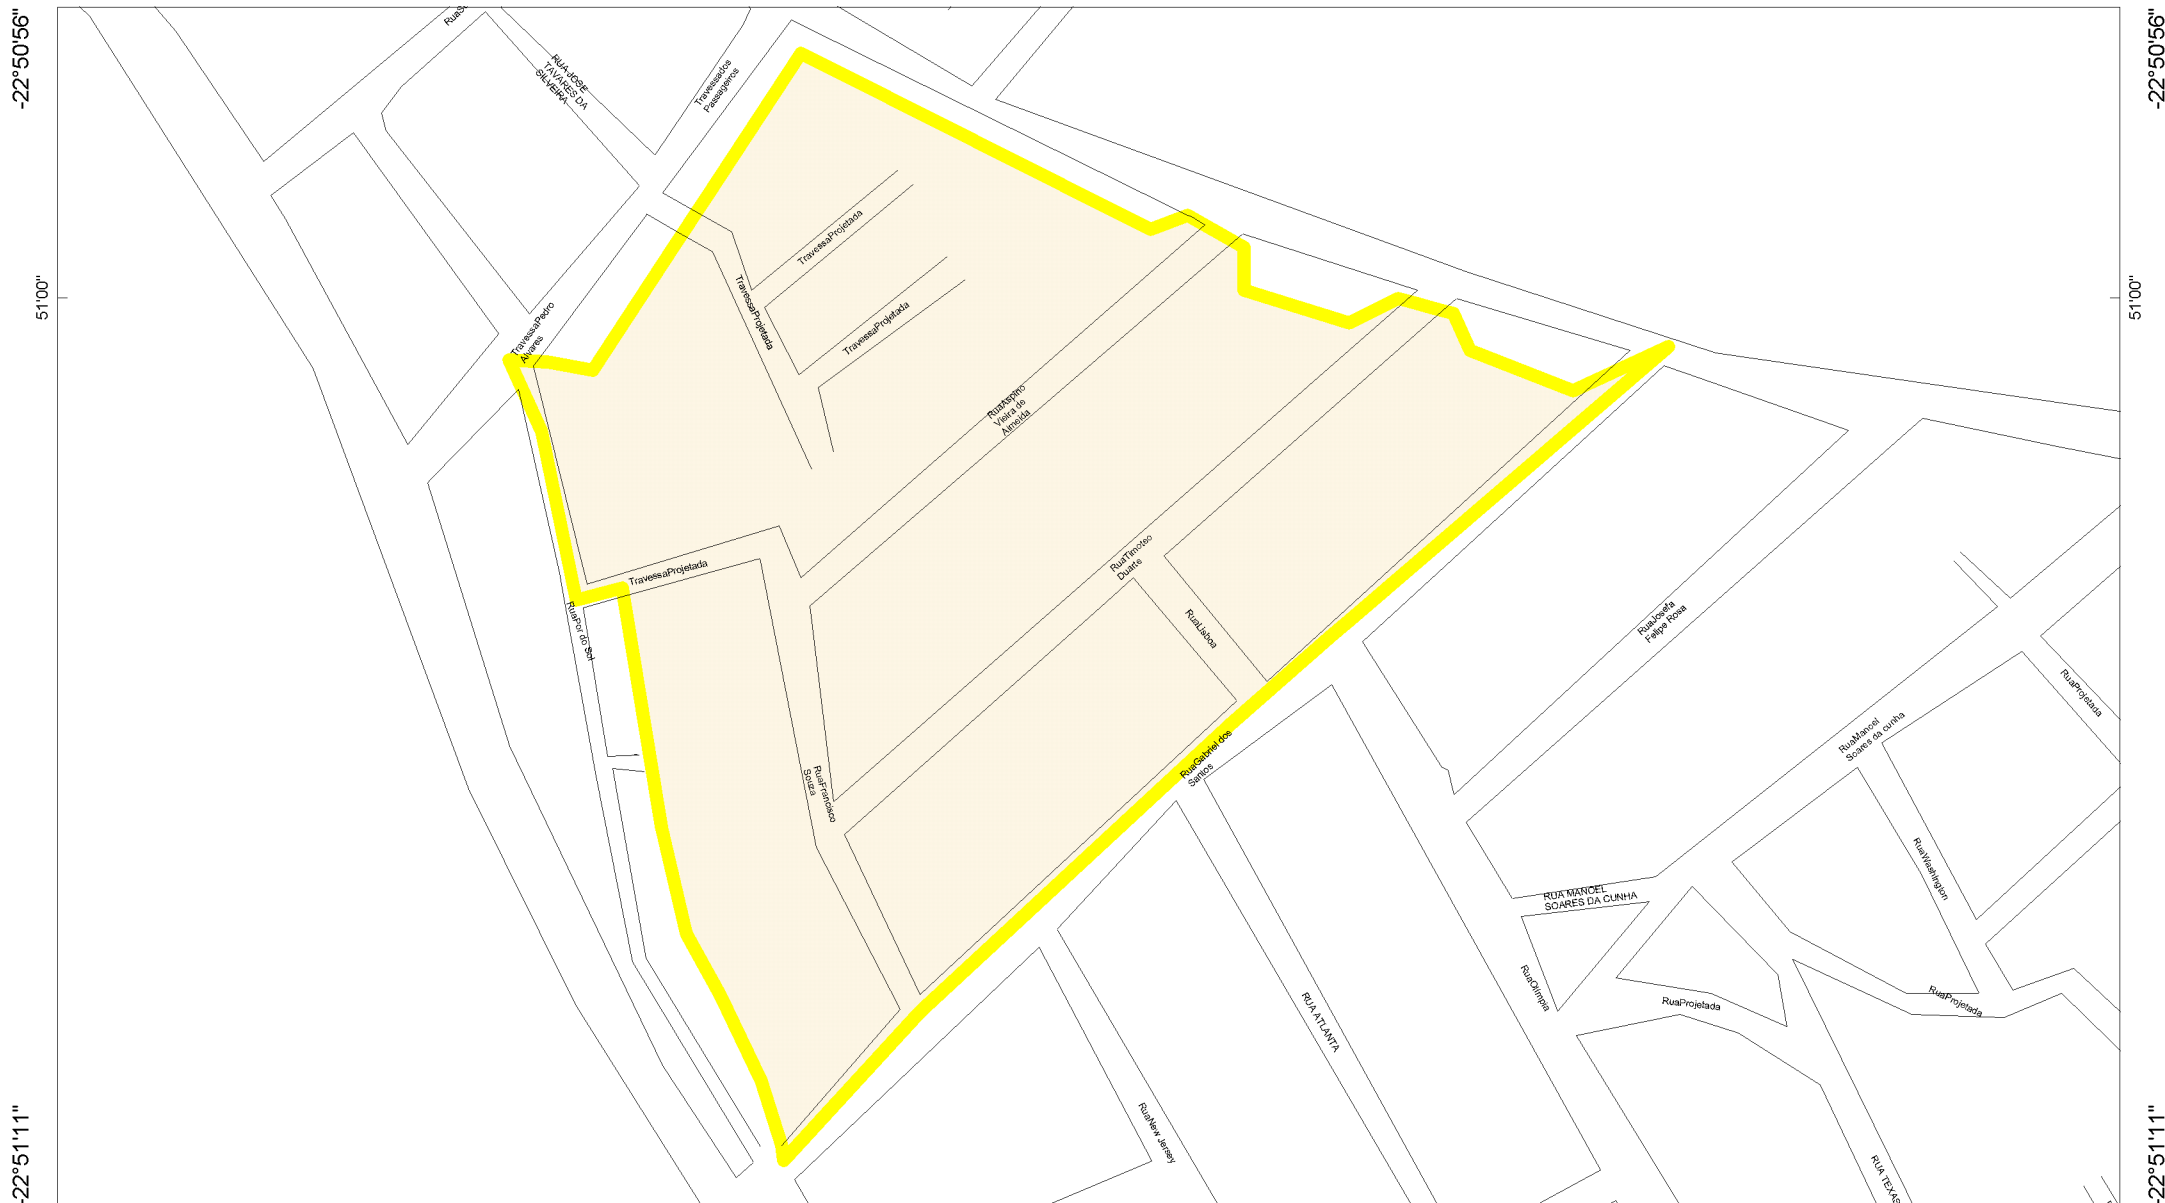 -22°50'56"
-22°50'56"
RUA JOSE
TAVARES DA
SILVEIRA
Travessados
Passageiros
TravessaProjetada
TravessaProjetada
TravessaProjetada
51'00"
51'00"
TravessaPedro
Alvares
RuaAspino
Vieira de
Almeida
RuaTimoteo
Duarte
TravessaProjetada
RuaPor do Sol
RuaLisboa
RuaJosefa
Felipe Rosa
RuaProjetada
RuaManoel
Soares da cunha
RuaGabriel dos
Santos
RuaFrancisco
Souza
RuaWashington
RUA MANOEL
SOARES DA CUNHA
RuaOlimpia
RuaProjetada
RuaProjetada
RUA ATLANTA
RuaNew Jersey
RUA TEXAS
-22°51'11"
-22°51'11"